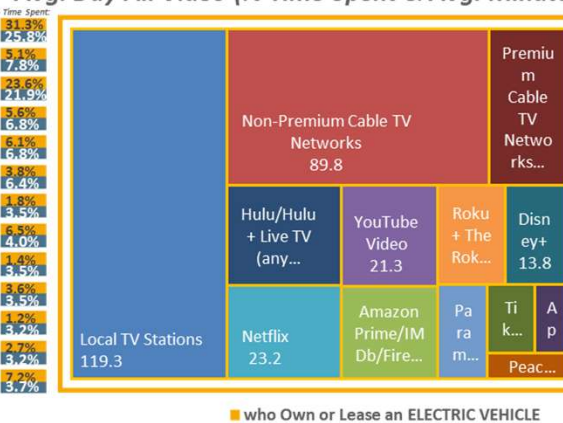 Time Spent:
31.3%
25.8%
5.1%
7.8%
23.6%
21.9%
5.6%
6.8%
6.1%
6.8%
3.8%
6.4%
1.8%
3.5%
6.5%
4.0%
1.4%
3.5%
3.6%
3.5%
1.2%
3.2%
2.7%
3.2%
7.2%
3.7%
Local TV Stations
119.3
Non-Premium Cable TV
Networks
89.8
Premiu
m
Cable
TV
Netwo
rks...
Hulu/Hulu
+ Live TV
(any...
YouTube
Video
21.3
Roku
+ The
Rok...
Disn
ey+
13.8
Netflix
23.2
Amazon
Prime/IM
Db/Fire...
Pa
ra
m...
Ti
k...
A
p
Peac...
who Own or Lease an ELECTRIC VEHICLE